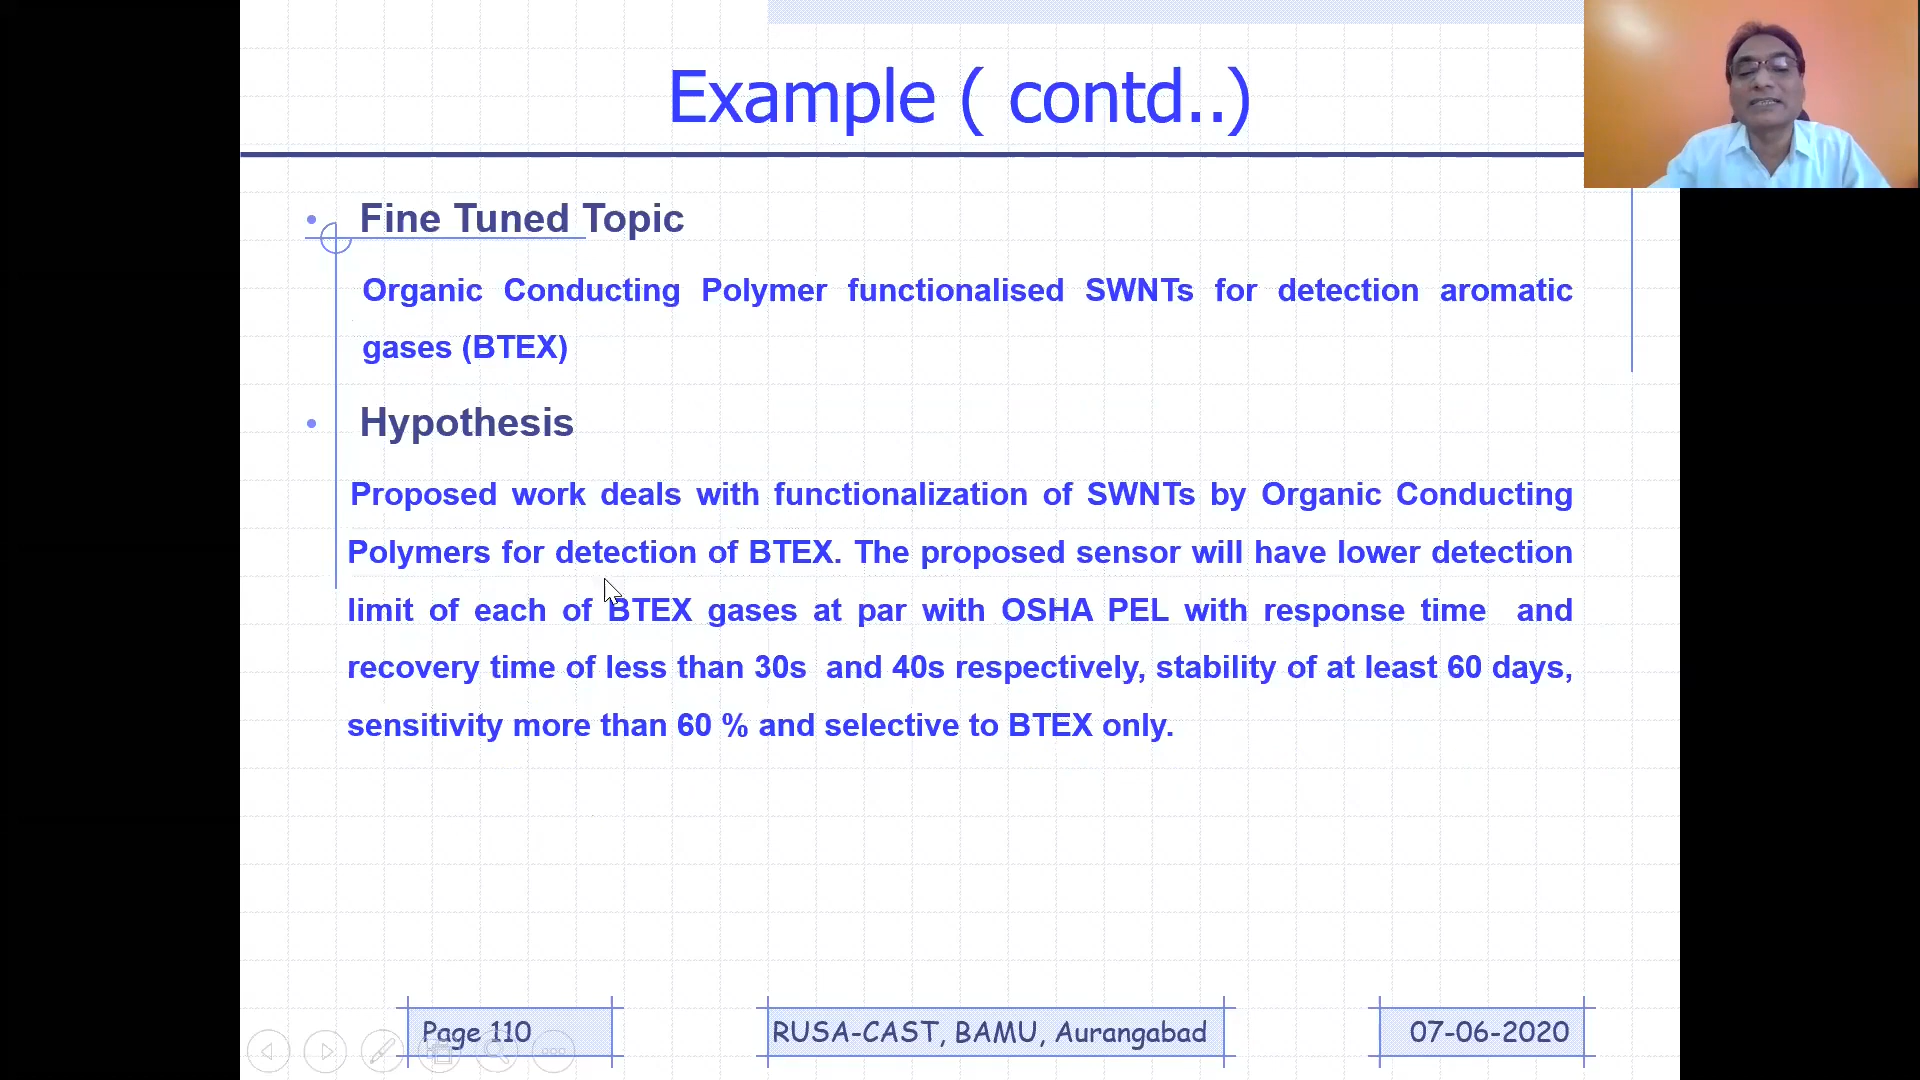 Example ( contd..)
• Fine Tuned Topic
Organic Conducting Polymer functionalised SWNTs for detection aromatic
gases (BTEX)
• Hypothesis
Proposed work deals with functionalization of SWNTs by Organic Conducting
Polymers for detection of BTEX. The proposed sensor will have lower detection
limit of each of BTEX gases at par with OSHA PEL with response time and
recovery time of less than 30s and 40s respectively, stability of at least 60 days,
sensitivity more than 60 % and selective to BTEX only.
Page 110
RUSA-CAST, BAMU, Aurangabad
07-06-2020